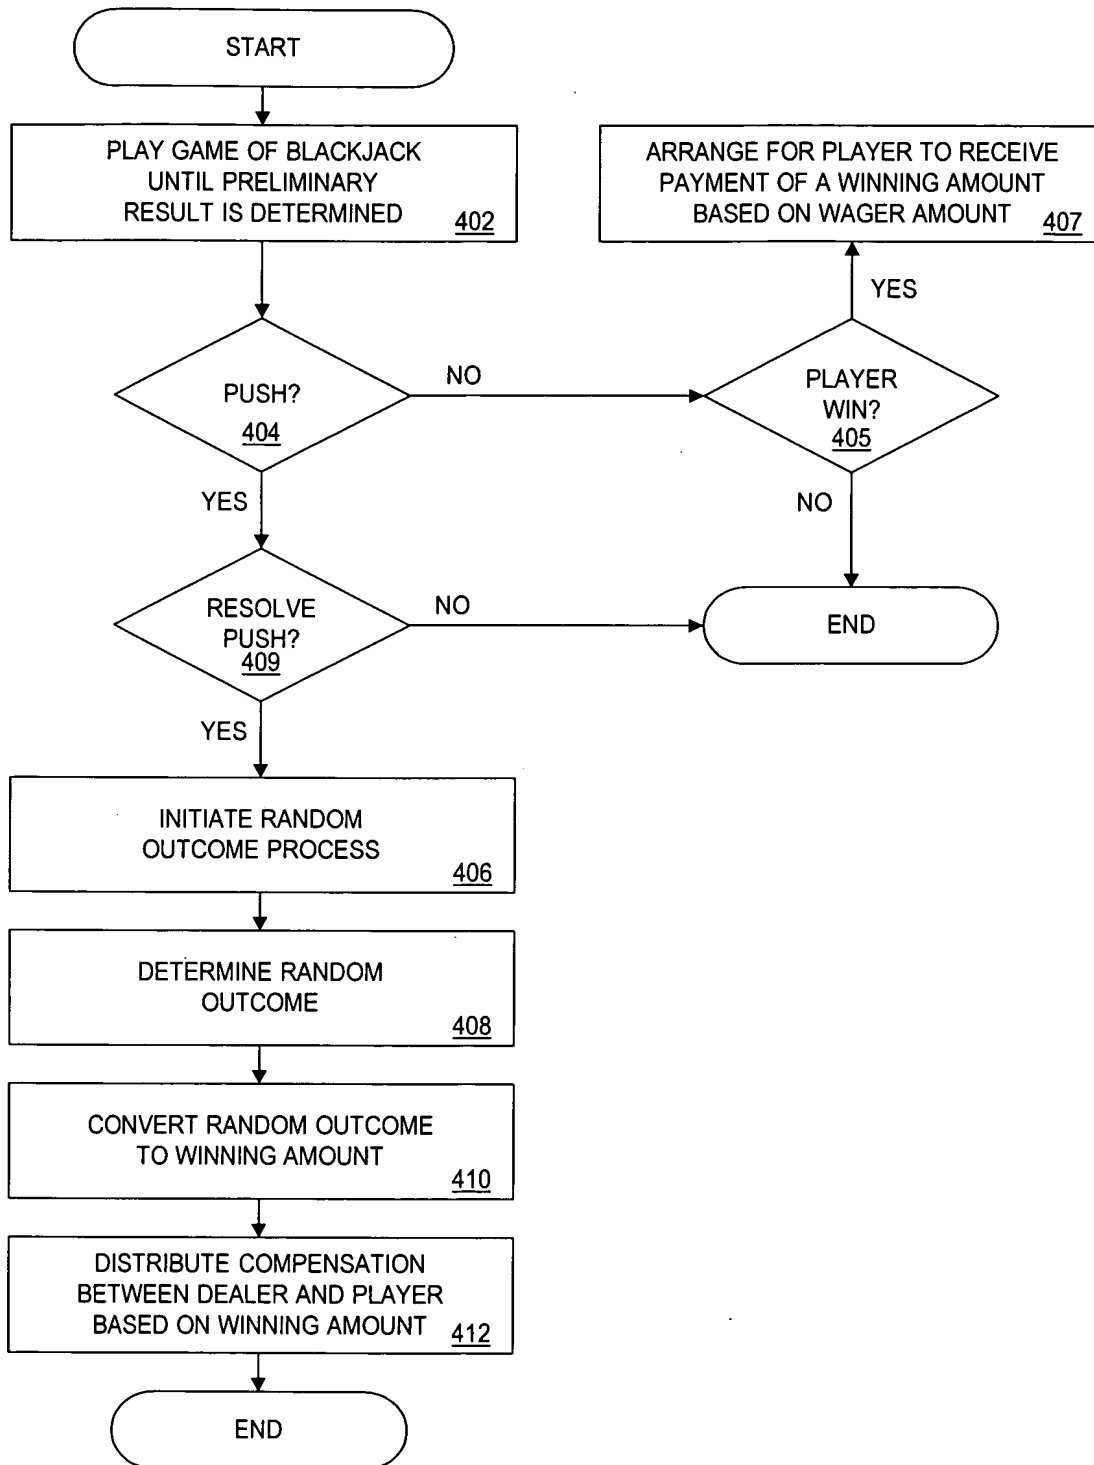 START
PLAY GAME OF BLACKJACK
UNTIL PRELIMINARY
RESULT IS DETERMINED
402
ARRANGE FOR PLAYER TO RECEIVE
PAYMENT OF A WINNING AMOUNT
BASED ON WAGER AMOUNT
407
YES
PUSH?
404
NO
PLAYER
WIN?
405
YES
NO
RESOLVE
PUSH?
409
NO
END
YES
INITIATE RANDOM
OUTCOME PROCESS
406
DETERMINE RANDOM
OUTCOME
408
CONVERT RANDOM OUTCOME
TO WINNING AMOUNT
410
DISTRIBUTE COMPENSATION
BETWEEN DEALER AND PLAYER
BASED ON WINNING AMOUNT
412
END